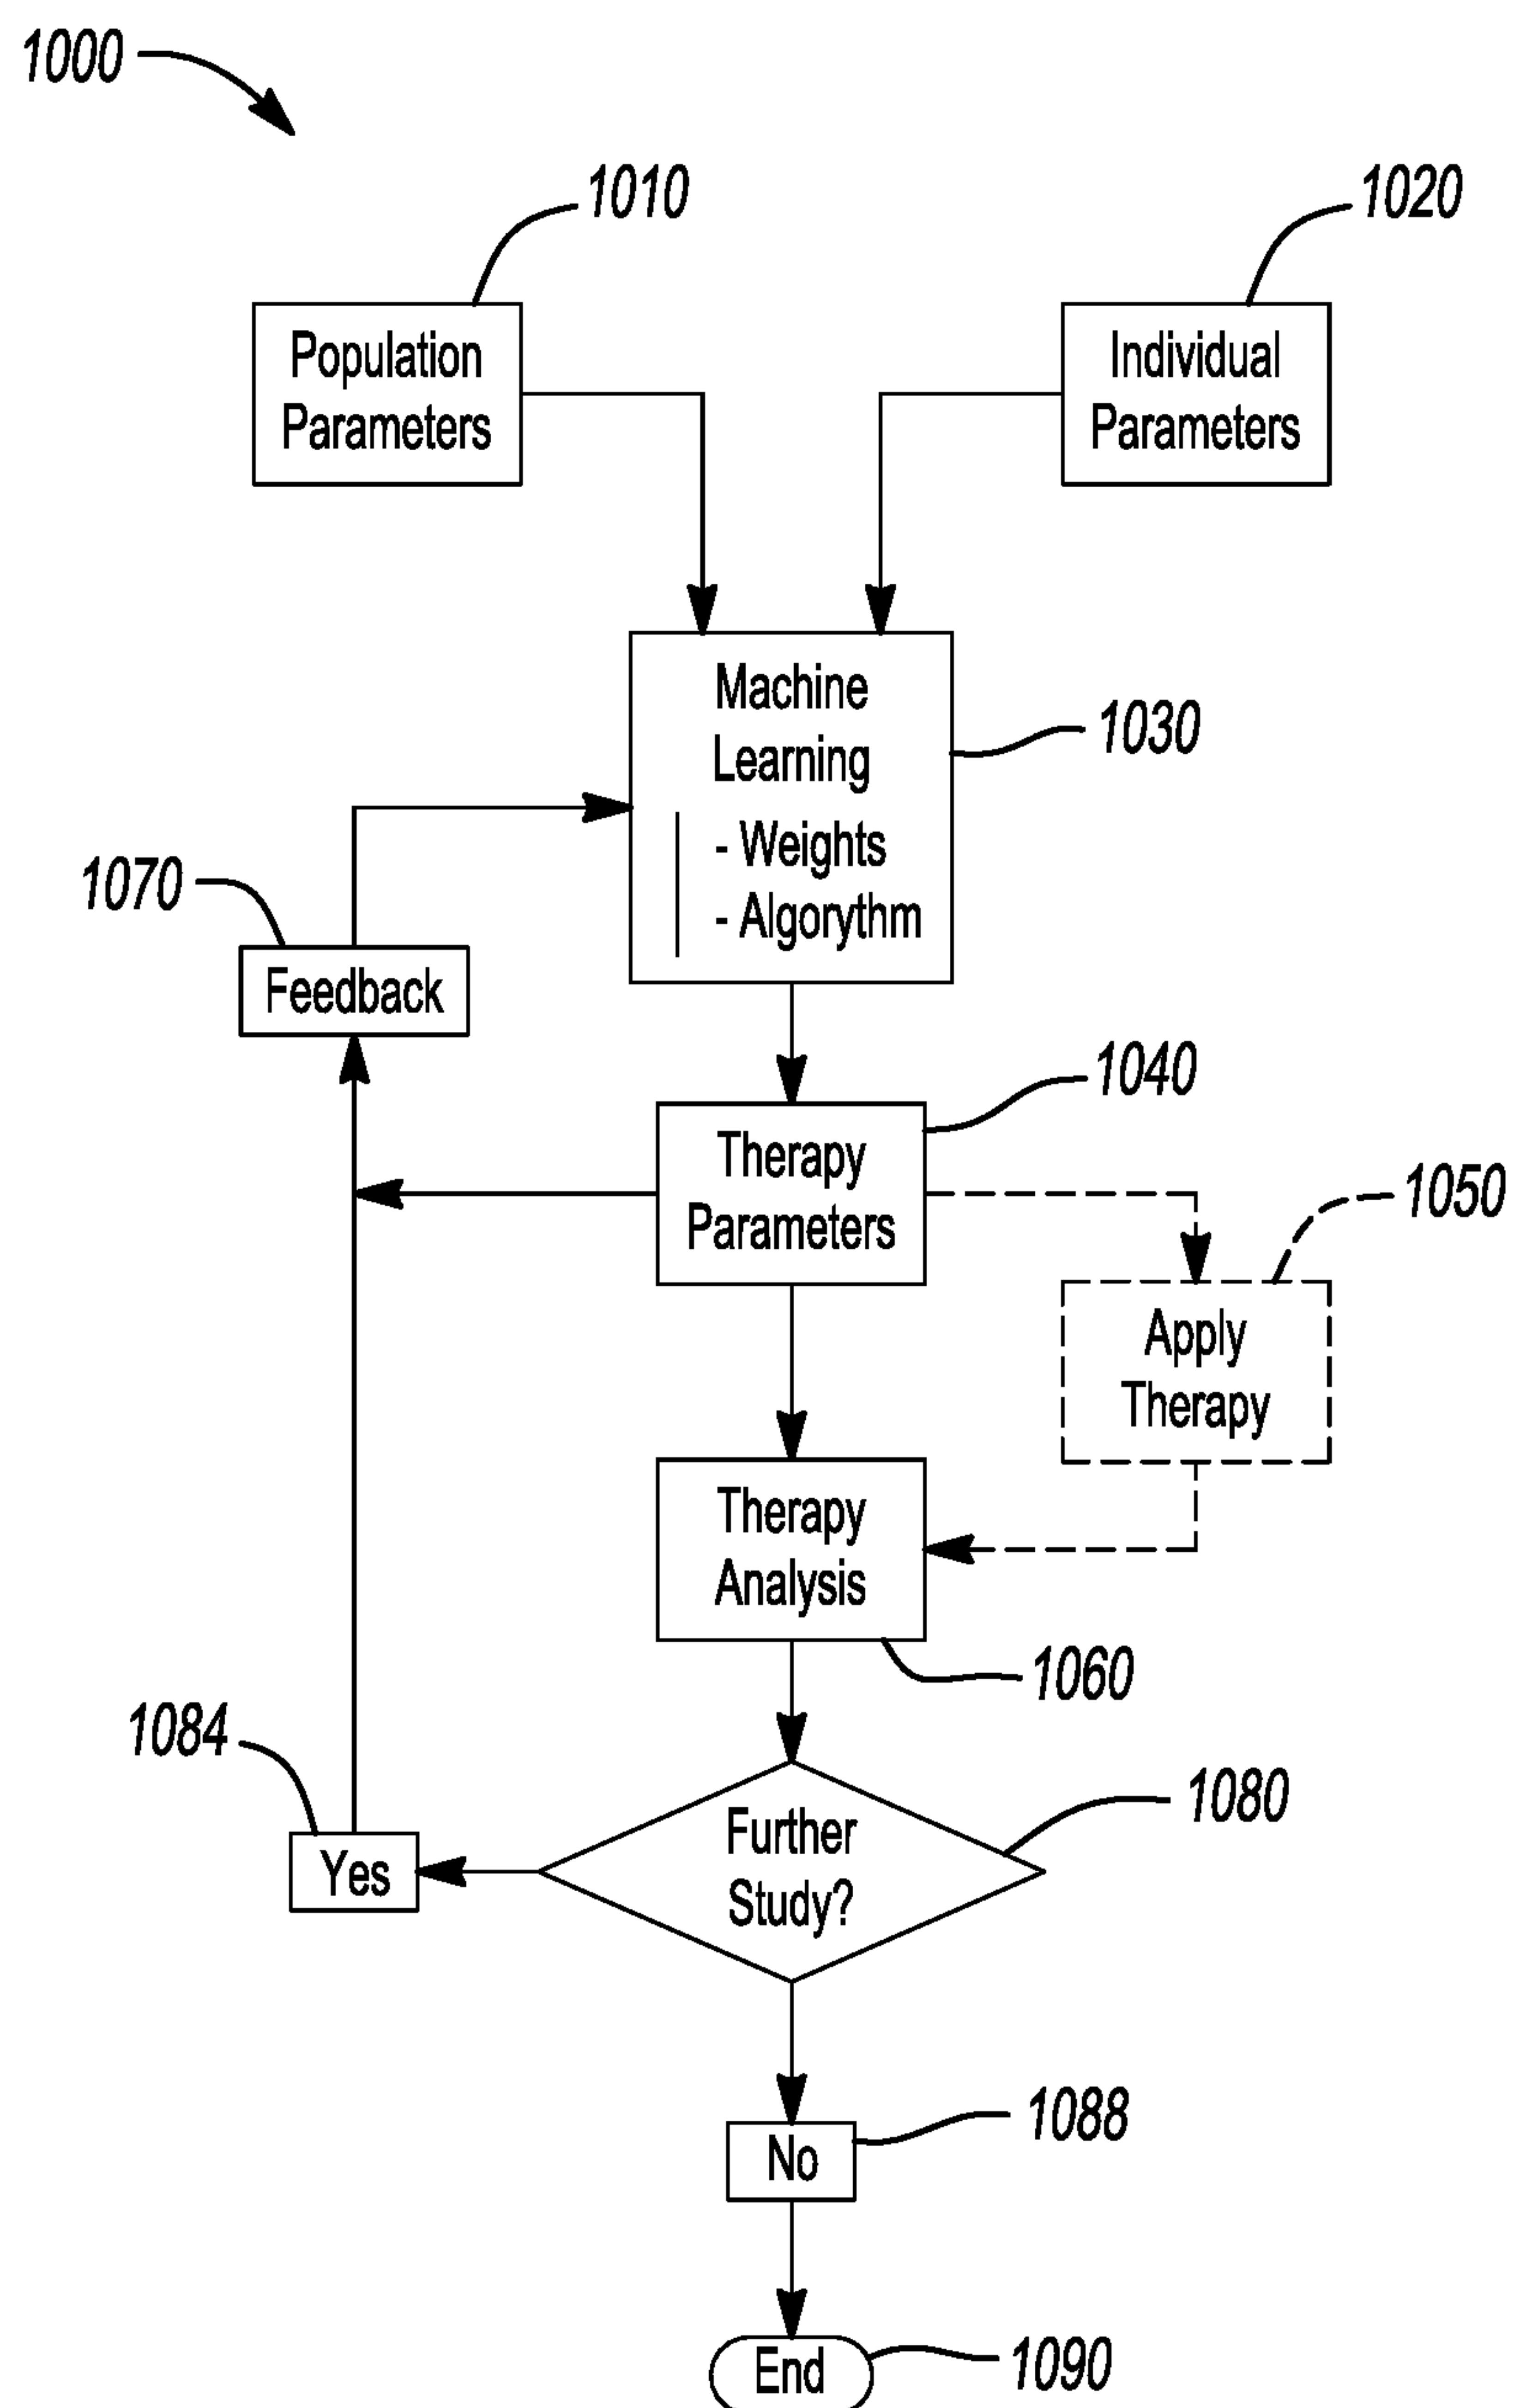 1000
1010
1020
Population
Parameters
Individual
Parameters
Machine
Learning
- Weights
- Algorythm
1030
1070
Feedback
1040
Therapy
Parameters
1050
Apply
Therapy
Therapy
Analysis
1060
1084
Yes
Further
Study?
1080
1088
No
End
1090